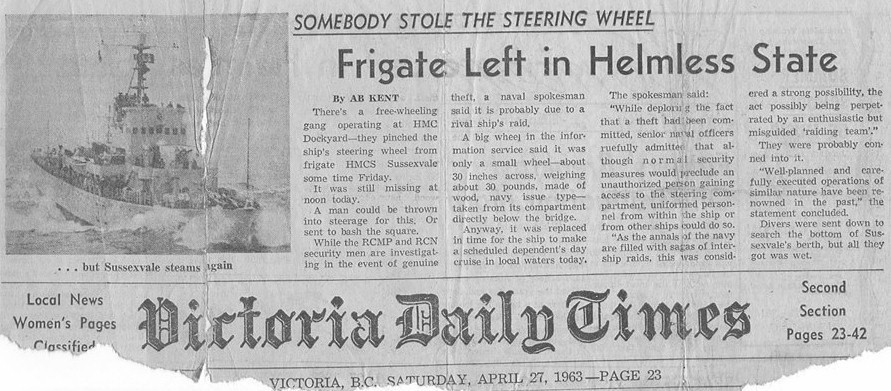 SOMEBODY STOLE THE STEERING WHEEL
Frigate Left in Helmless State
By AB KENT
There's a free-wheeling
gang operating at HMC
Dockyard—they pinched the
ship's steering wheel from
frigate HMCS Sussexvale
some time Friday.
It was still missing at
noon today.
A man could be thrown
into steerage for this. Or
sent to bash the square.
While the RCMP and RCN
security men are investigat-
ing in the event of genuine
theft, a naval spokesman
said it is probably due to a
rival ship's raid.
A big wheel in the infor-
mation service said it was
only a small wheel—about
30 inches across, weighing
about 30 pounds, made of
wood, navy issue type—
taken from its compartment
directly below the bridge.
Anyway, it was replaced
in time for the ship to make
a scheduled dependent's day
cruise in local waters today.
The spokesman said:
"While deploring the fact
that a theft had been com-
mitted, senior naval officers
ruefully admitted that al-
though normal security
measures would preclude an
unauthorized person gaining
access to the steering com-
partment, uniformed person-
nel from within the ship or
from other ships could do so.
"As the annals of the navy
are filled with sagas of inter-
ship raids, this was consid-
ered a strong possibility, the
act possibly being perpet-
rated by an enthusiastic but
misguided 'raiding team'."
They were probably con-
ned into it.
"Well-planned and care-
fully executed operations of
similar nature have been re-
nowned in the past," the
statement concluded.
Divers were sent down to
search the bottom of Sus-
sexvale's berth, but all they
got was wet.
. . . but Sussexvale steams again
Local News
Women's Pages
Classified
Victoria Daily Times
Second
Section
Pages 23-42
VICTORIA, B.C. SATURDAY, APRIL 27, 1963—PAGE 23